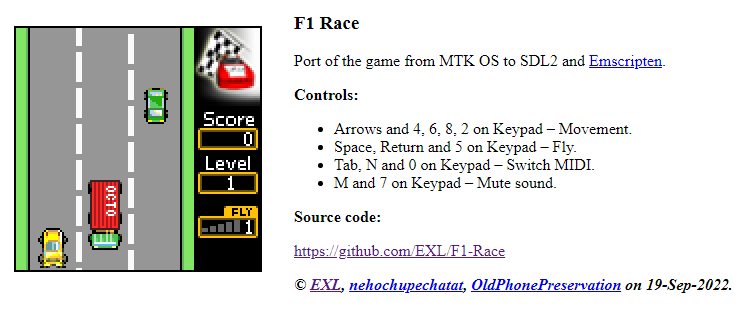 F1 Race
Port of the game from MTK OS to SDL2 and Emscripten.
Controls:
Arrows and 4, 6, 8, 2 on Keypad – Movement.
Space, Return and 5 on Keypad – Fly.
Tab, N and 0 on Keypad – Switch MIDI.
M and 7 on Keypad – Mute sound.
Source code:
https://github.com/EXL/F1-Race
© EXL, nehochupechatat, OldPhonePreservation on 19-Sep-2022.
Score
0
Level
1
FLY
1
OCTO